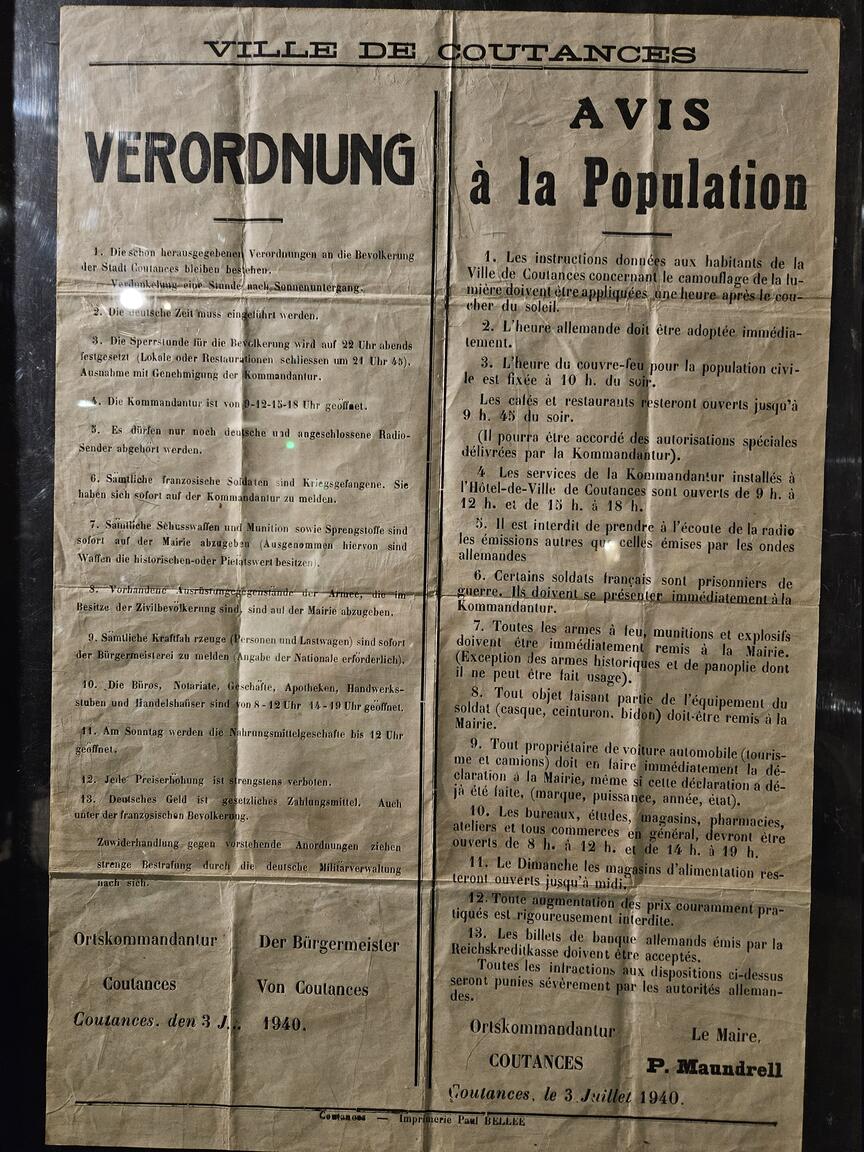 VILLE DE COUTANCES
VERORDNUNG
1. Die schon herausgegebenen Verordnungen an die Bevolkerung
der Stadt Coutances bleiben bestehen.
Verdunkelung eine Stunde nach Sonnenuntergang.
2. Die deutsche Zeit muss eingeführt werden.
3. Die Sperrstunde für die Bevolkerung wird auf 22 Uhr abends
festgesetzt (Lokale oder Restaurationen schliessen um 21 Uhr 45),
Ausnahme mit Genehmigung der Kommandantur.
4. Die Kommandantur ist von 9-12-15-18 Uhr geöffnet.
5. Es dürfen nur noch deutsche und angeschlossene Radio-
Sender abgehört werden.
6. Sämtliche franzosische Soldaten sind Kriegsgefangene. Sie
haben sich sofort auf der Kommandantur zu melden.
7. Sämtliche Schusswaffen und Munition sowie Sprengstoffe sind
sofort auf der Mairie abzugeben (Ausgenommen hiervon sind
Waffen die historischen-oder Pietatswert besitzen).
8. Vorhandene Ausrüstungsgegenstände der Armee, die im
Besitze der Zivilbevölkerung sind, sind auf der Mairie abzugeben.
9. Sämtliche Kraftfah rzeuge (Personen und Lastwagen) sind sofort
der Bürgermeisterei zu melden (Angabe der Nationale erforderlich).
10. Die Büros, Notariate, Geschäfte, Apotheken, Handwerks-
stuben und Handelshaüser sind von 8-12 Uhr 14-19 Uhr geöffnet.
11. Am Sonntag werden die Nahrungsmittelgeschafte bis 12 Uhr
geöffnet.
12. Jede Preiserhöhung ist strengstens verboten.
13. Deutsches Geld ist gesetzliches Zahlungsmittel. Auch
unter der franzosischen Bevolkerung.
Zuwiderhandlung gegen vorstehende Anordnungen ziehen
strenge Bestrafung durch die deutsche Militärverwaltung
nach sich.
Ortskommandantur Der Bürgermeister
Coutances Von Coutances
Coutances, den 3 J... 1940.
AVIS
à la Population
1. Les instructions données aux habitants de la
Ville de Coutances concernant le camouflage de la lu-
mière doivent être appliquées une heure après le cou-
cher du soleil.
2. L'heure allemande doit être adoptée immédia-
tement.
3. L'heure du couvre-feu pour la population civi-
le est fixée à 10 h. du soir.
Les cafés et restaurants resteront ouverts jusqu'à
9 h. 45 du soir.
(Il pourra être accordé des autorisations spéciales
délivrées par la Kommandantur).
4. Les services de la Kommandantur installés à
l'Hôtel-de-Ville de Coutances sont ouverts de 9 h. à
12 h. et de 15 h. à 18 h.
5. Il est interdit de prendre à l'écoute de la radio
les émissions autres que celles émises par les ondes
allemandes
6. Certains soldats français sont prisonniers de
guerre. Ils doivent se présenter immédiatement à la
Kommandantur.
7. Toutes les armes à feu, munitions et explosifs
doivent être immédiatement remis à la Mairie.
(Exception des armes historiques et de panoplie dont
il ne peut être fait usage).
8. Tout objet faisant partie de l'équipement du
soldat (casque, ceinturon, bidon) doit-être remis à la
Mairie.
9. Tout propriétaire de voiture automobile (touris-
me et camions) doit en faire immédiatement la dé-
claration à la Mairie, même si cette déclaration a dé-
jà été faite, (marque, puissance, année, état).
10. Les bureaux, études, magasins, pharmacies,
ateliers et tous commerces en général, devront être
ouverts de 8 h. à 12 h. et de 14 h. à 19 h.
11. Le Dimanche les magasins d'alimentation res-
teront ouverts jusqu'à midi.
12. Toute augmentation des prix couramment pra-
tiqués est rigoureusement interdite.
13. Les billets de banque allemands émis par la
Reichskreditkasse doivent être acceptés.
Toutes les infractions aux dispositions ci-dessus
seront punies sévèrement par les autorités alleman-
des.
Ortskommandantur Le Maire,
COUTANCES P. Maundrell
Coutances, le 3 Juillet 1940.
Coutances — Imprimerie Paul BELLEE